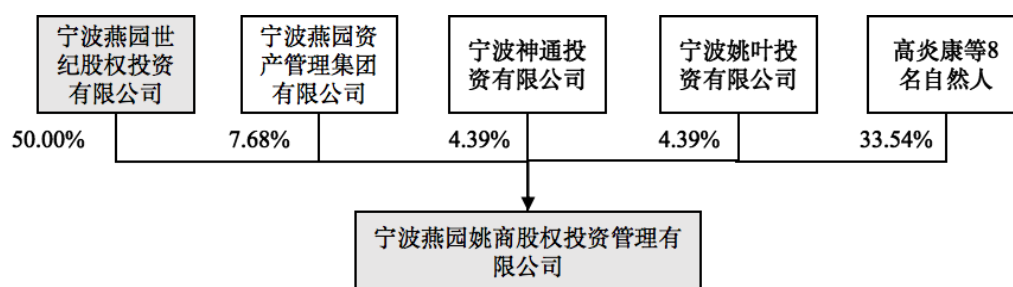 宁波燕园世
纪股权投资
有限公司
宁波燕园资
产管理集团
有限公司
宁波神通投
资有限公司
宁波姚叶投
资有限公司
高炎康等8
名自然人
50.00%
7.68%
4.39%
4.39%
33.54%
宁波燕园姚商股权投资管理有
限公司